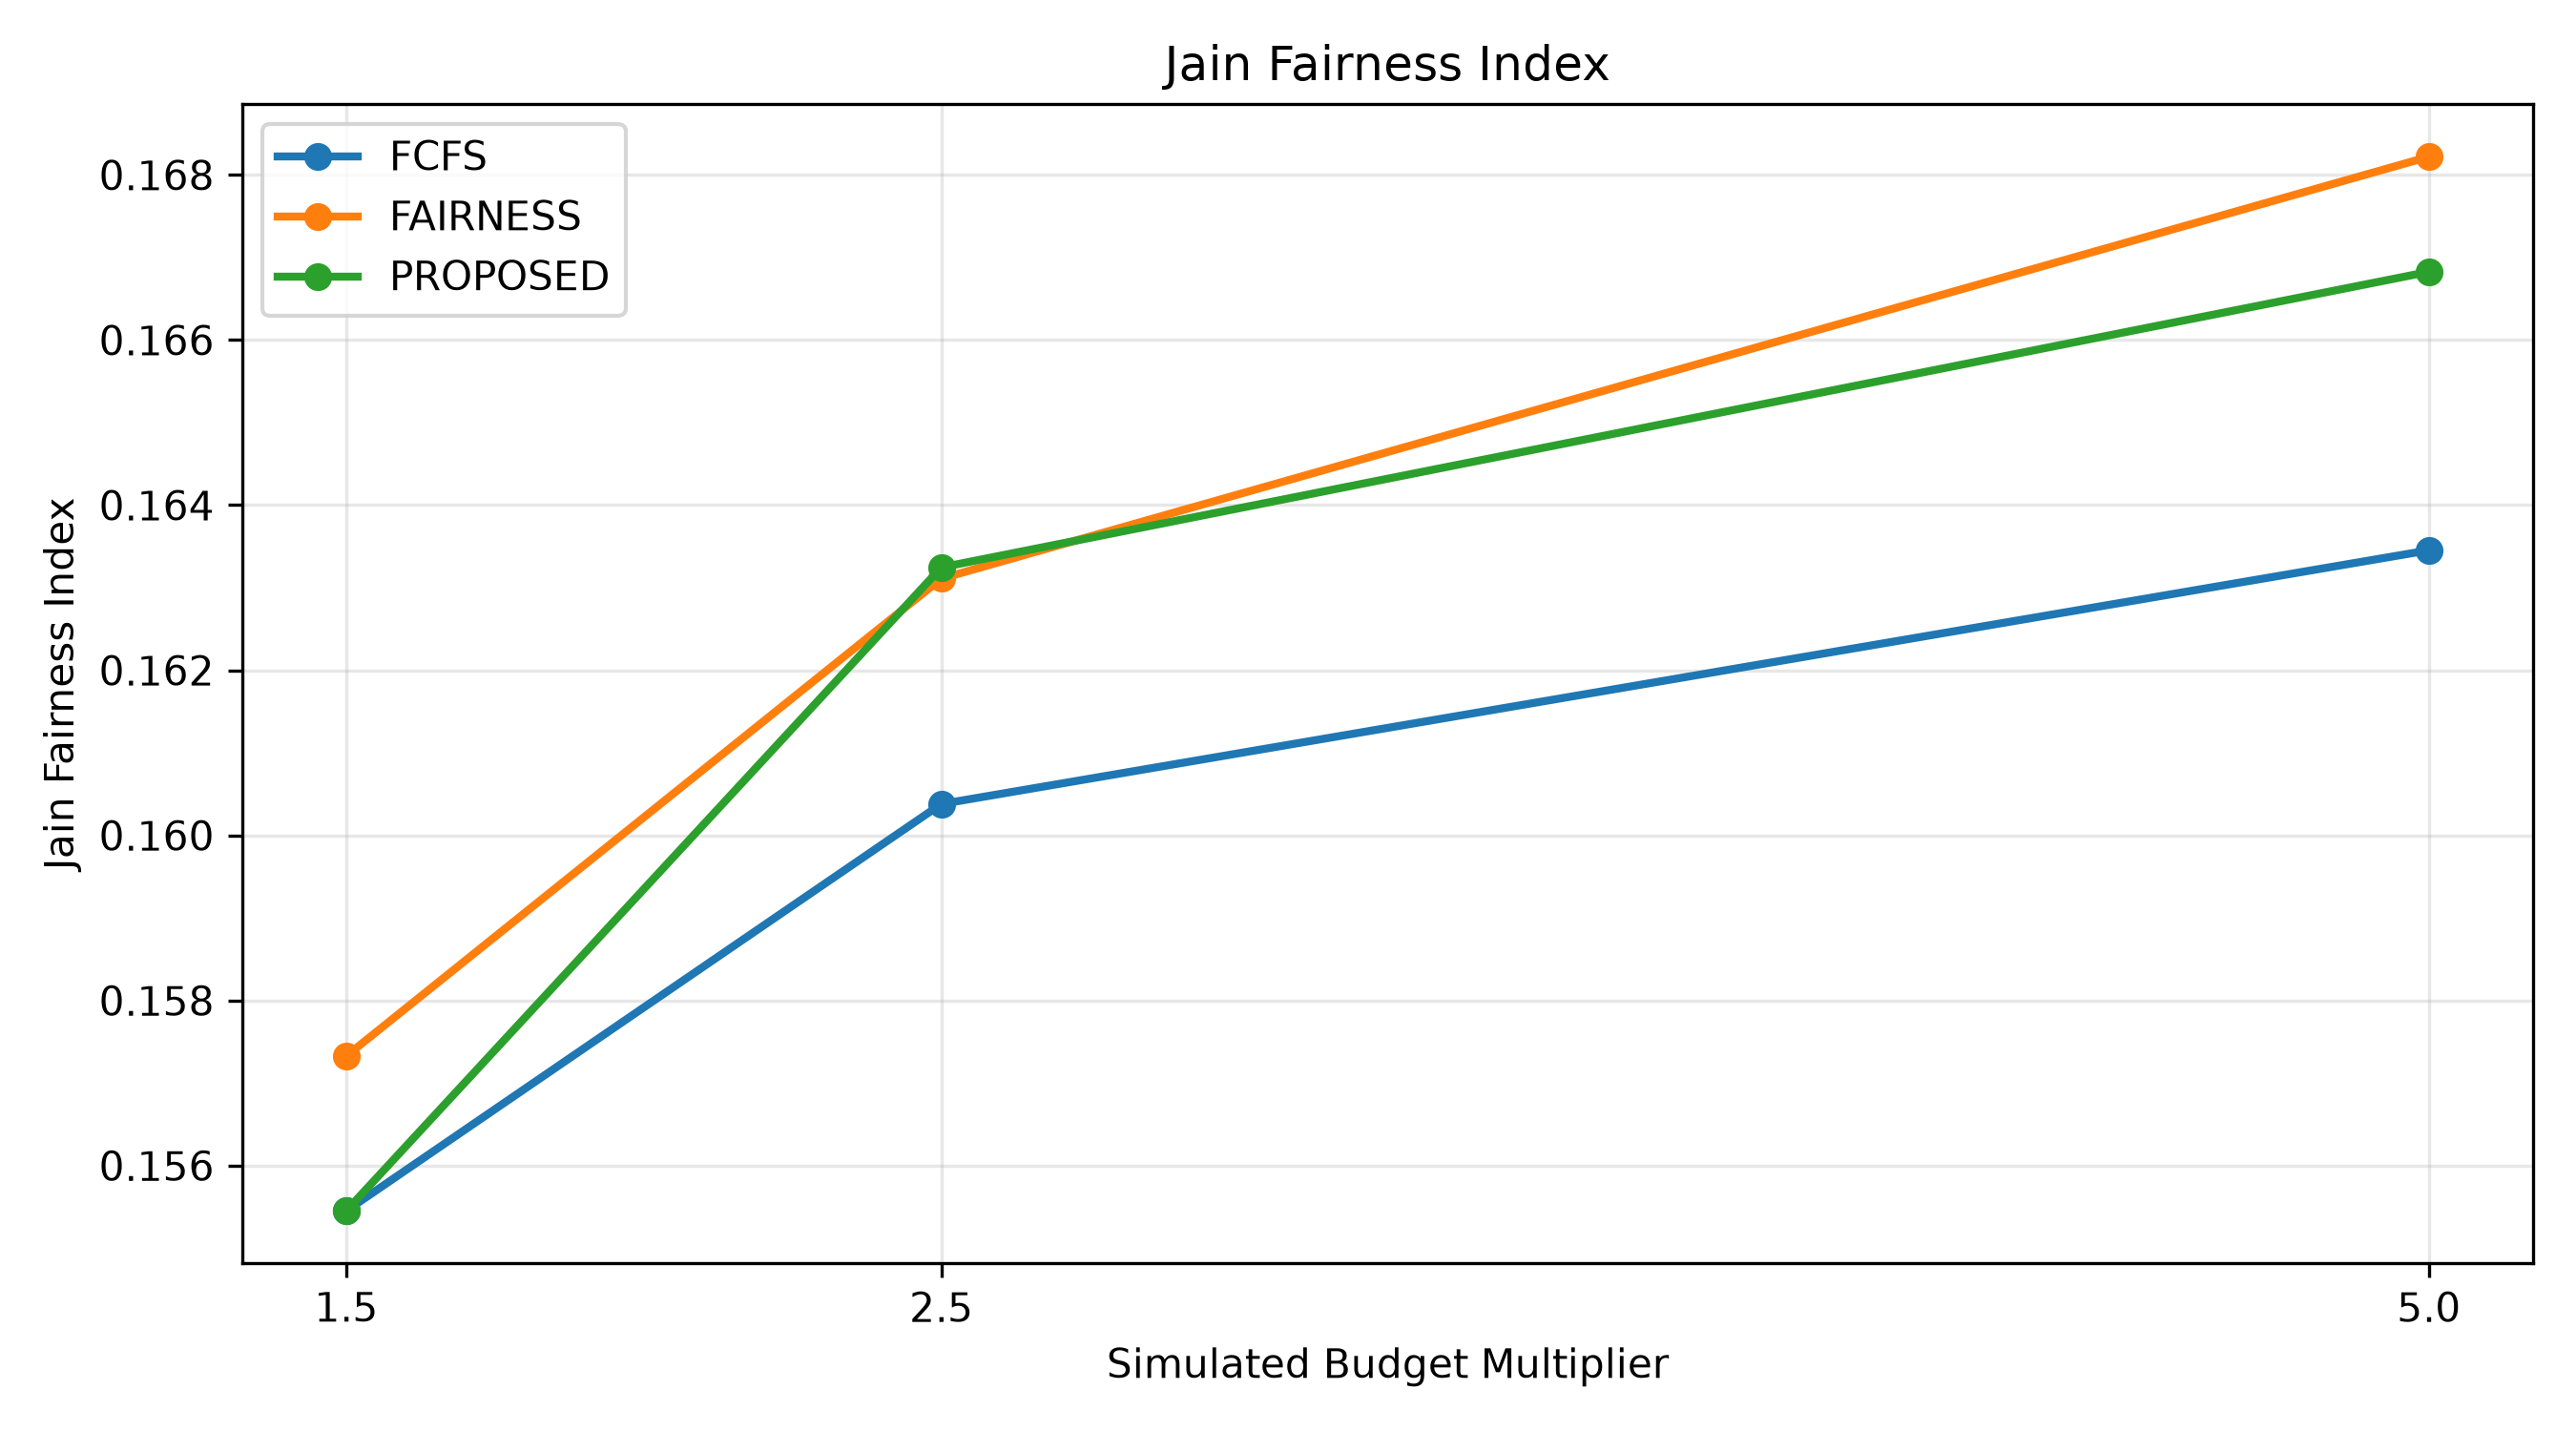 Jain Fairness Index
FCFS
FAIRNESS
PROPOSED
Jain Fairness Index
0.168
0.166
0.164
0.162
0.160
0.158
0.156
1.5 2.5 5.0
Simulated Budget Multiplier